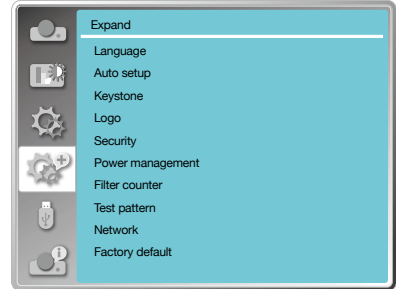 Expand
Language
Auto setup
Keystone
Logo
Security
Power management
Filter counter
Test pattern
Network
Factory default